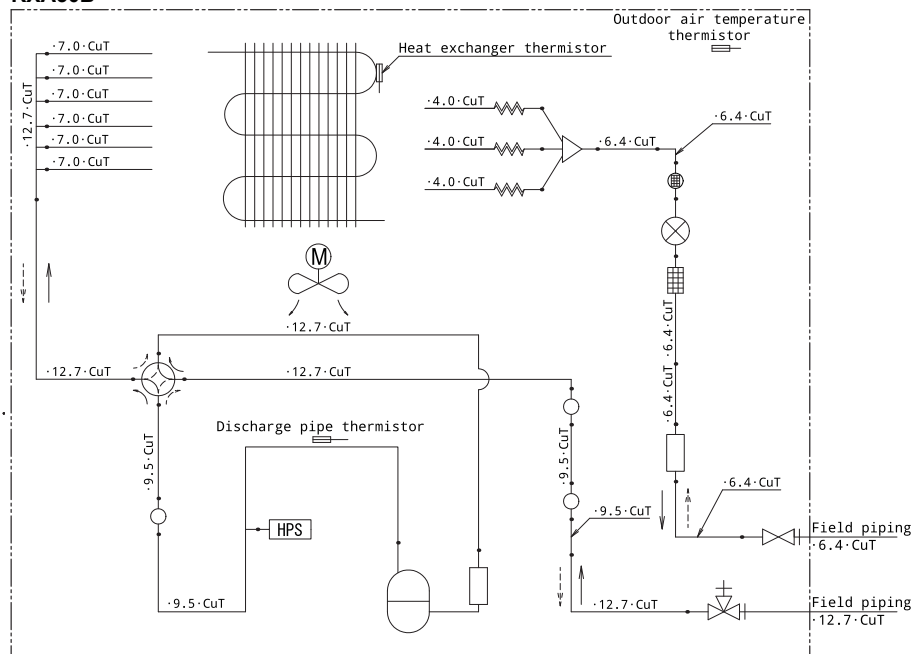 Outdoor air temperature
thermistor
·7.0·CuT
·7.0·CuT
·7.0·CuT
·7.0·CuT
·7.0·CuT
·7.0·CuT
·12.7·CuT
Heat exchanger thermistor
·4.0·CuT
·4.0·CuT
·4.0·CuT
·6.4·CuT
·6.4·CuT
M
·12.7·CuT
·12.7·CuT
·12.7·CuT
·6.4·CuT
·6.4·CuT
Discharge pipe thermistor
·9.5·CuT
·9.5·CuT
HPS
·9.5·CuT
·6.4·CuT
Field piping
·6.4·CuT
·9.5·CuT
·12.7·CuT
Field piping
·12.7·CuT